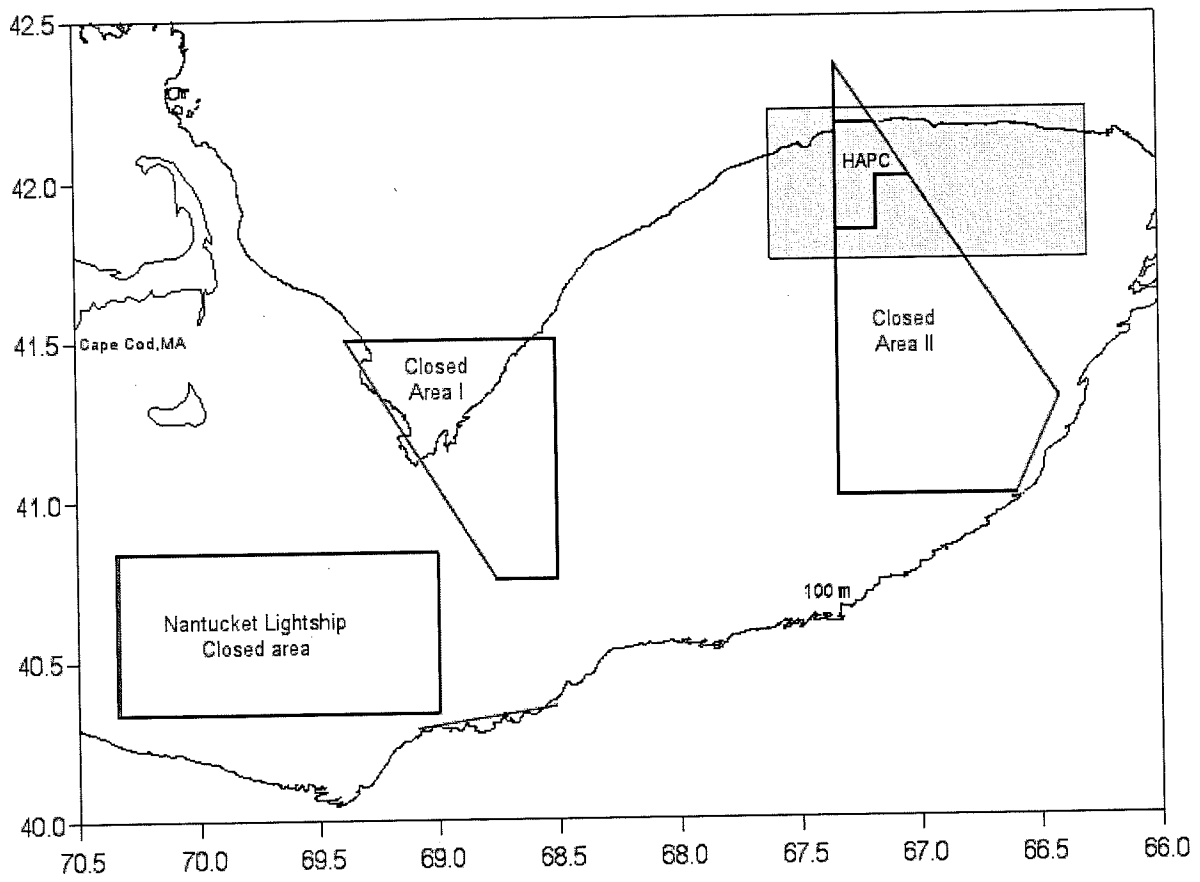 42.5
42.0
41.5
41.0
40.5
40.0
70.5 70.0 69.5 69.0 68.5 68.0 67.5 67.0 66.5 66.0
HAPC
Cape Cod,MA
Closed
Area I
Closed
Area II
100 m
Nantucket Lightship
Closed area